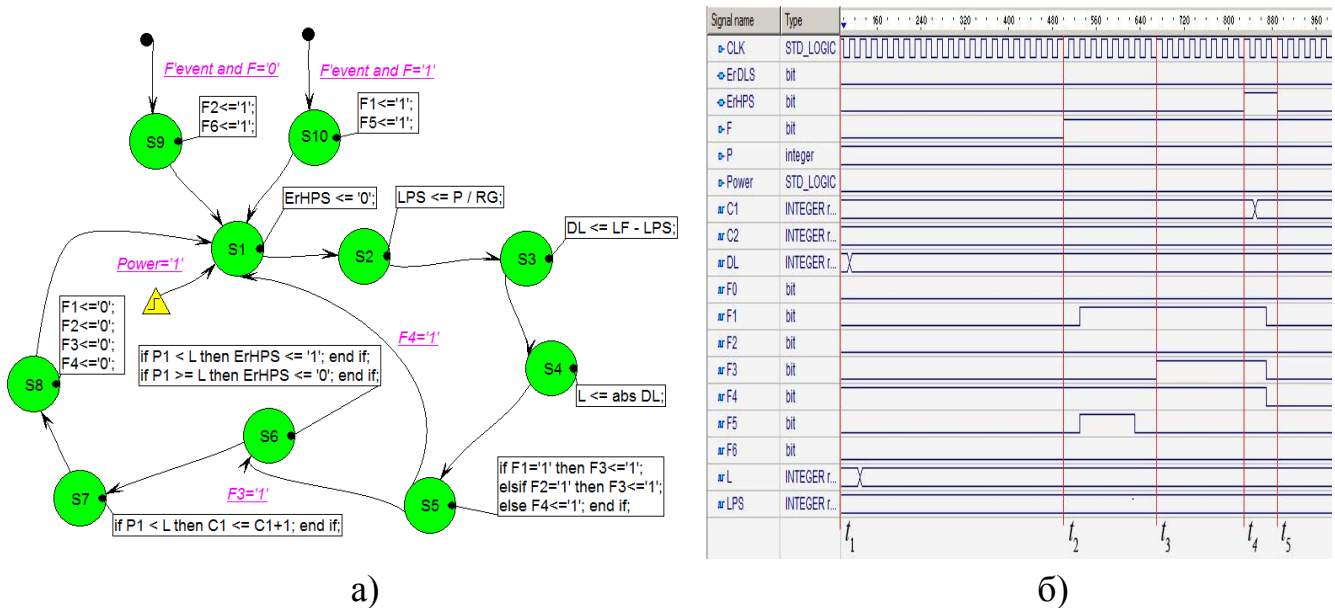 F'event and F='0'
F'event and F='1'
F2<='1';
F6<='1';
F1<='1';
F5<='1';
S9
S10
ErHPS <= '0';
LPS <= P / RG;
DL <= LF - LPS;
S1
S2
S3
Power='1'
F1<='0';
F2<='0';
F3<='0';
F4<='0';
F4='1'
if P1 < L then ErHPS <= '1'; end if;
if P1 >= L then ErHPS <= '0'; end if;
S8
S4
L <= abs DL;
S6
S7
F3='1'
S5
if F1='1' then F3<='1';
elsif F2='1' then F3<='1';
else F4<='1'; end if;
if P1 < L then C1 <= C1+1; end if;
а)
Signal name Type 160 240 320 400 480 560 640 720 800 880 960
CLK STD_LOGIC
ErDLS bit
ErHPS bit
F bit
P integer
Power STD_LOGIC
C1 INTEGER r...
C2 INTEGER r...
DL INTEGER r...
F0 bit
F1 bit
F2 bit
F3 bit
F4 bit
F5 bit
F6 bit
L INTEGER r...
LPS INTEGER r...
t1 t2 t3 t4 t5
б)